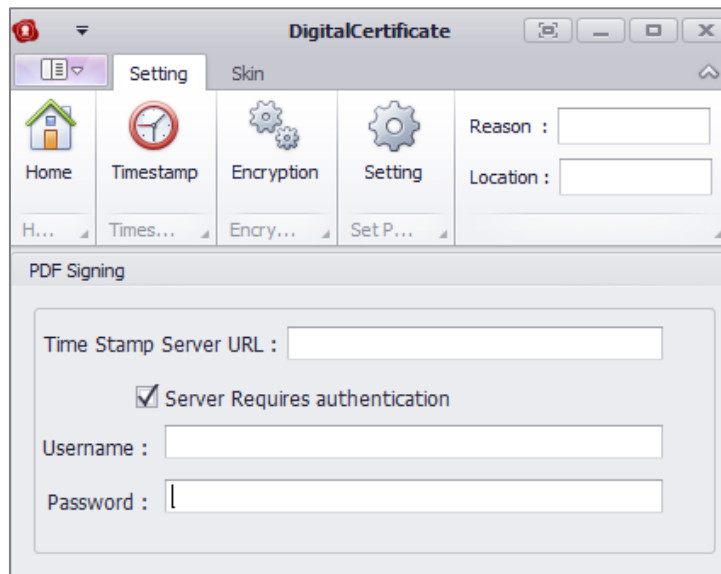 DigitalCertificate
Setting Skin
Home Timestamp Encryption Setting
Reason :
Location :
H... Times... Encry... Set P...
PDF Signing
Time Stamp Server URL :
Server Requires authentication
Username :
Password :